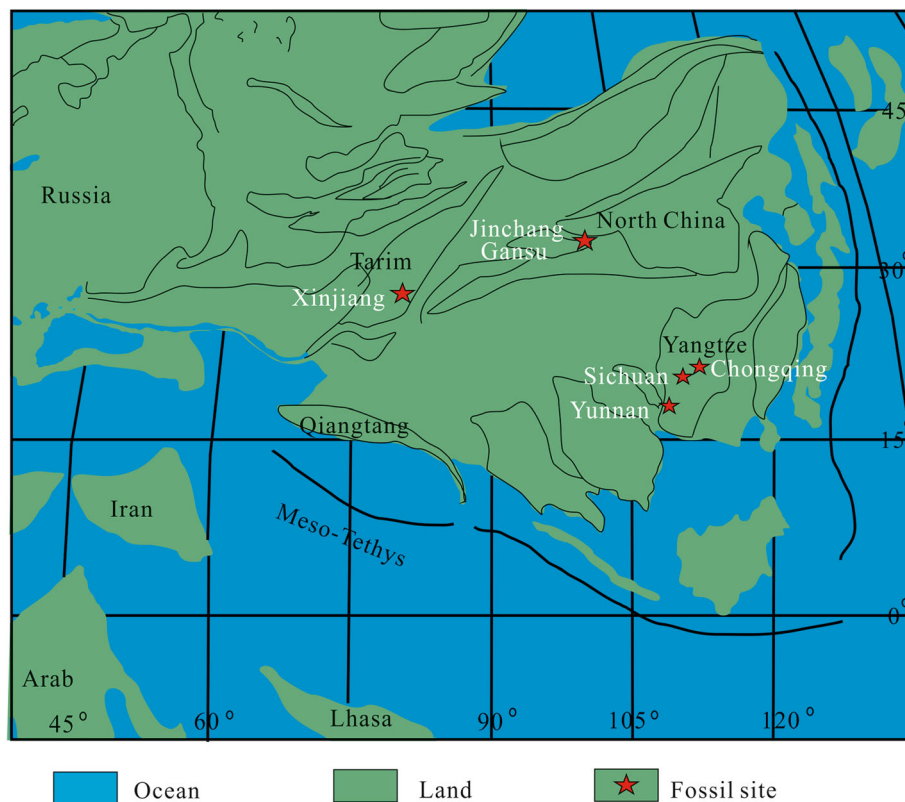 45°
Russia
Jinchang
Gansu
North China
Tarim
30°
Xinjiang
Yangtze
Chongqing
Sichuan
Yunnan
Qiangtang
15°
Iran
Meso-Tethys
0°
Arab
Lhasa
45°
60°
90°
105°
120°
Ocean
Land
Fossil site